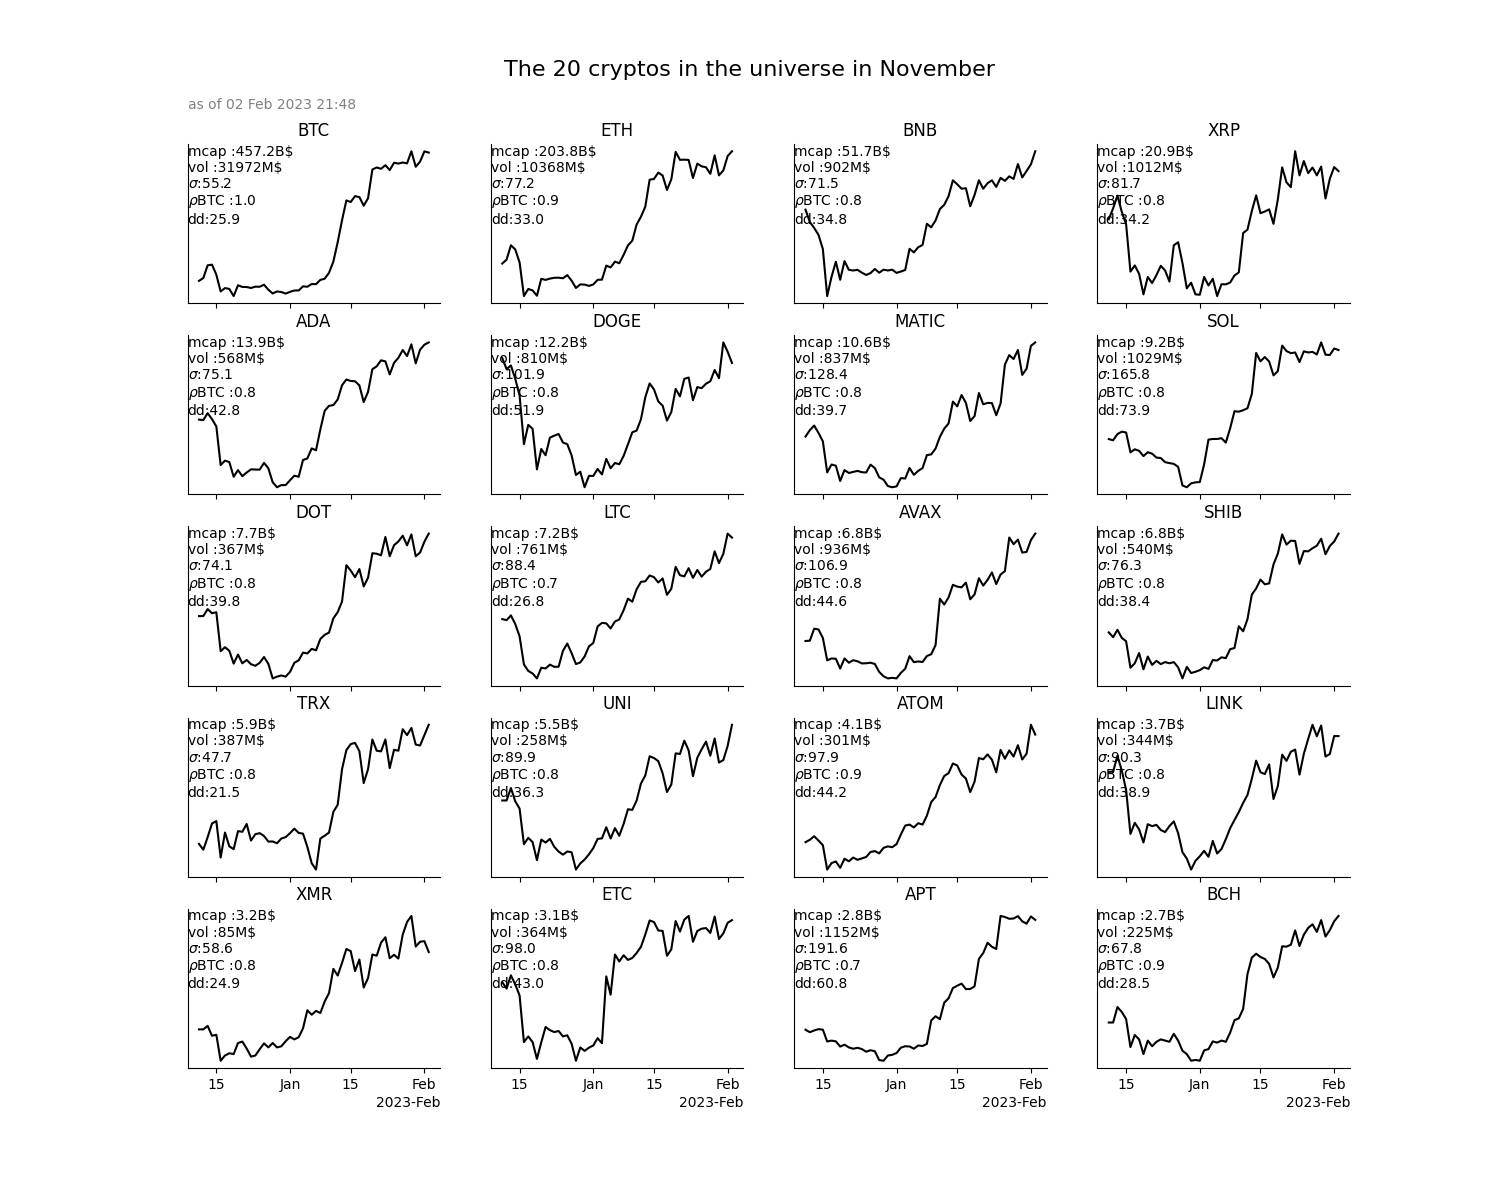 The 20 cryptos in the universe in November
as of 02 Feb 2023 21:48
BTC
mcap :457.2B$
vol :31972M$
σ:55.2
ρBTC :1.0
dd:25.9
ETH
mcap :203.8B$
vol :10368M$
σ:77.2
ρBTC :0.9
dd:33.0
BNB
mcap :51.7B$
vol :902M$
σ:71.5
ρBTC :0.8
dd:34.8
XRP
mcap :20.9B$
vol :1012M$
σ:81.7
ρBTC :0.8
dd:34.2
ADA
mcap :13.9B$
vol :568M$
σ:75.1
ρBTC :0.8
dd:42.8
DOGE
mcap :12.2B$
vol :810M$
σ:101.9
ρBTC :0.8
dd:51.9
MATIC
mcap :10.6B$
vol :837M$
σ:128.4
ρBTC :0.8
dd:39.7
SOL
mcap :9.2B$
vol :1029M$
σ:165.8
ρBTC :0.8
dd:73.9
DOT
mcap :7.7B$
vol :367M$
σ:74.1
ρBTC :0.8
dd:39.8
LTC
mcap :7.2B$
vol :761M$
σ:88.4
ρBTC :0.7
dd:26.8
AVAX
mcap :6.8B$
vol :936M$
σ:106.9
ρBTC :0.8
dd:44.6
SHIB
mcap :6.8B$
vol :540M$
σ:76.3
ρBTC :0.8
dd:38.4
TRX
mcap :5.9B$
vol :387M$
σ:47.7
ρBTC :0.8
dd:21.5
UNI
mcap :5.5B$
vol :258M$
σ:89.9
ρBTC :0.8
dd:36.3
ATOM
mcap :4.1B$
vol :301M$
σ:97.9
ρBTC :0.9
dd:44.2
LINK
mcap :3.7B$
vol :344M$
σ:90.3
ρBTC :0.8
dd:38.9
XMR
mcap :3.2B$
vol :85M$
σ:58.6
ρBTC :0.8
dd:24.9
ETC
mcap :3.1B$
vol :364M$
σ:98.0
ρBTC :0.8
dd:43.0
APT
mcap :2.8B$
vol :1152M$
σ:191.6
ρBTC :0.7
dd:60.8
BCH
mcap :2.7B$
vol :225M$
σ:67.8
ρBTC :0.9
dd:28.5
15 Jan 15 Feb
2023-Feb
15 Jan 15 Feb
2023-Feb
15 Jan 15 Feb
2023-Feb
15 Jan 15 Feb
2023-Feb